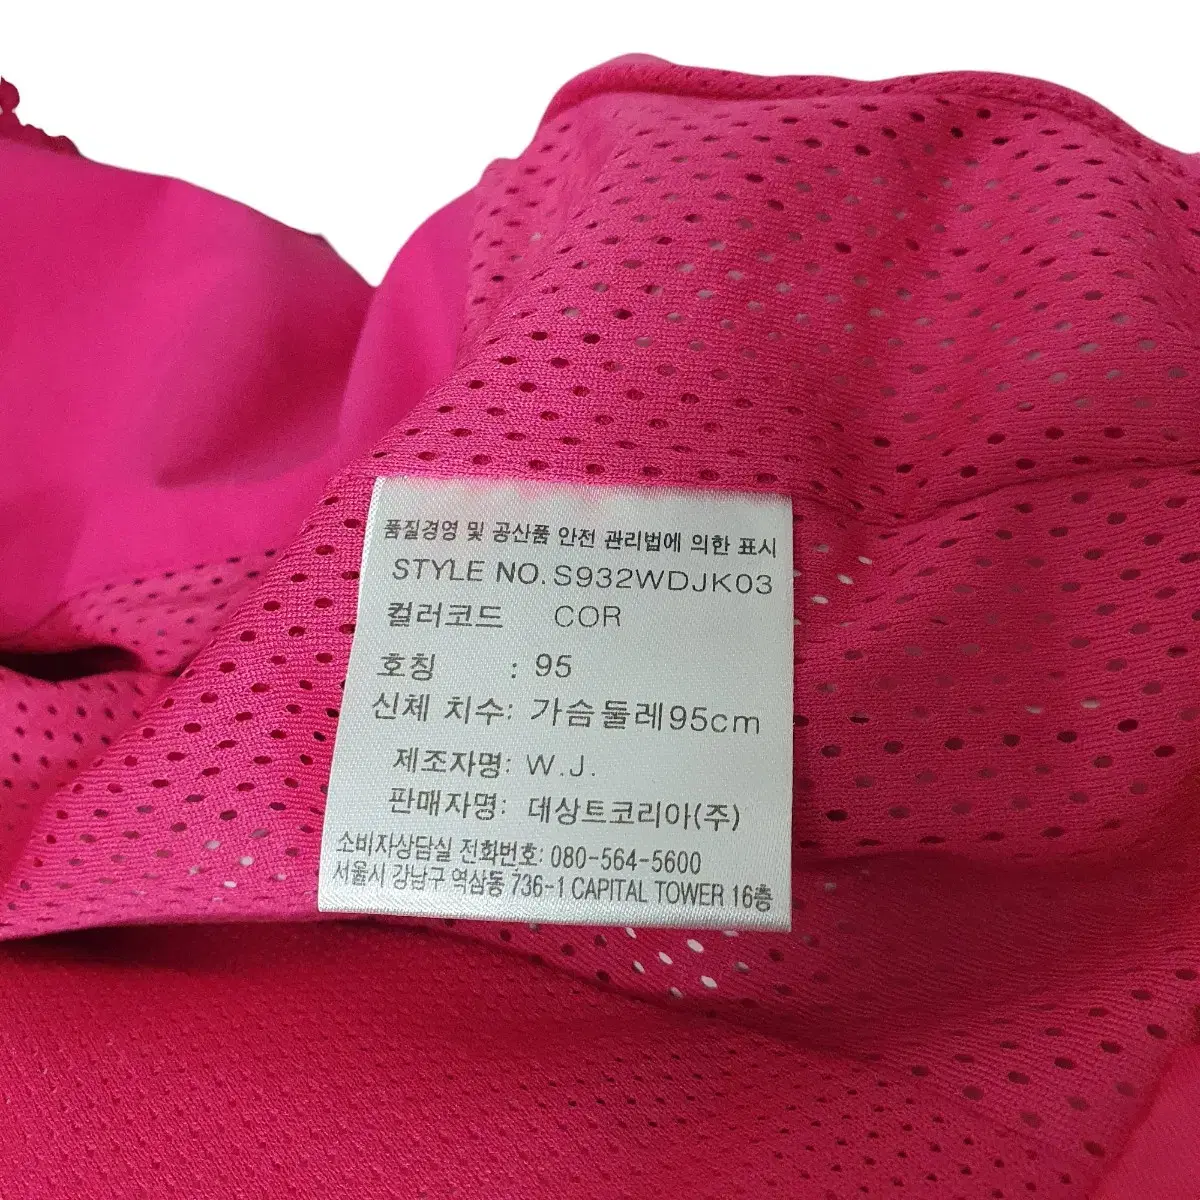 품질경영 및 공산품 안전 관리법에 의한 표시
STYLE NO. S932WDJK03
컬러코드 COR
호칭 : 95
신체 치수: 가슴둘레95cm
제조자명: W.J.
판매자명: 데상트코리아(주)
소비자상담실 전화번호: 080-564-5600
서울시 강남구 역삼동 736-1 CAPITAL TOWER 16층